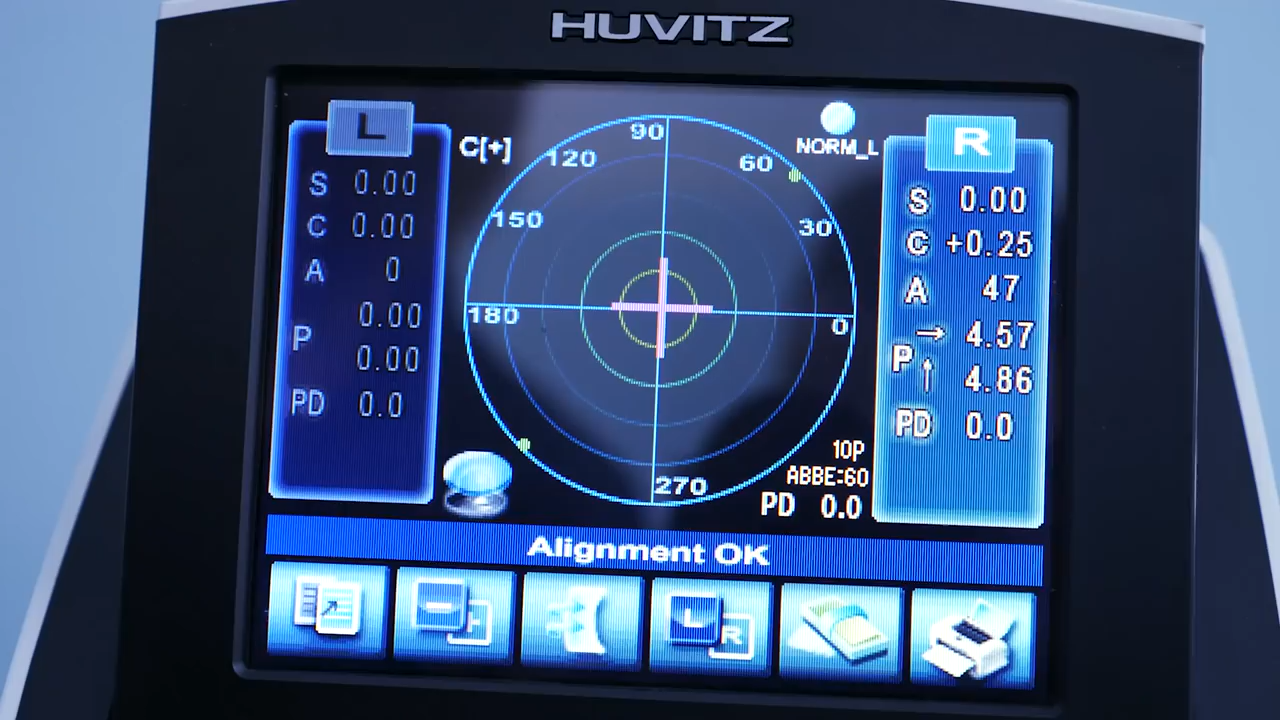 HUVITZ
L
S 0.00
C 0.00
A 0
P 0.00
0.00
PD 0.0
C[+]
90
120
60
150
30
180
0
270
NORM_L
10P
ABBE:60
PD 0.0
R
S 0.00
C +0.25
A 47
P → 4.57
↑ 4.86
PD 0.0
Alignment OK
- +
L R